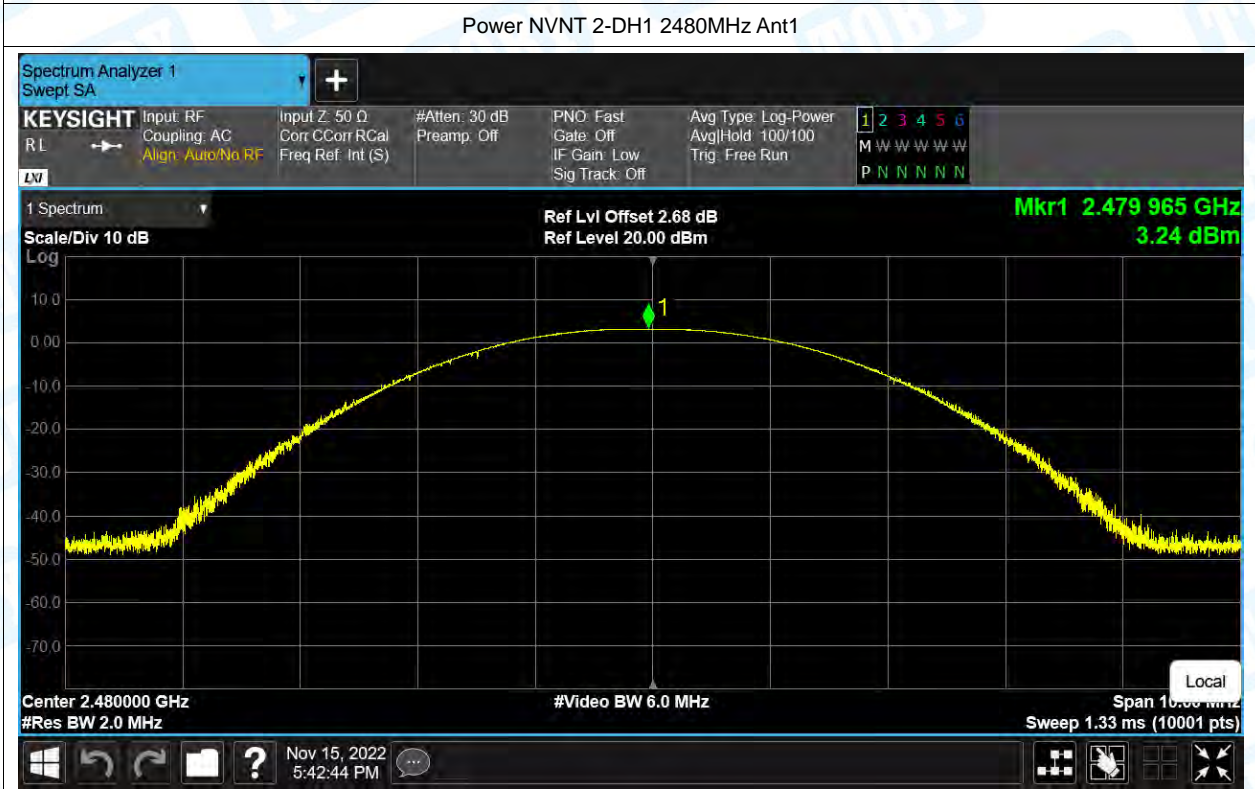 Power NVNT 2-DH1 2480MHz Ant1
Spectrum Analyzer 1
Swept SA
KEYSIGHT
RL
LXI
Input: RF
Coupling: AC
Align: Auto/No RF
Input Z: 50 Ω
Corr CCorr RCal
Freq Ref: Int (S)
#Atten: 30 dB
Preamp: Off
PNO: Fast
Gate: Off
IF Gain: Low
Sig Track: Off
Avg Type: Log-Power
Avg|Hold: 100/100
Trig: Free Run
1 2 3 4 5 6
M W W W W W W
P N N N N N N
1 Spectrum
Scale/Div 10 dB
Log
Ref Lvl Offset 2.68 dB
Ref Level 20.00 dBm
Mkr1 2.479 965 GHz
3.24 dBm
1
10.0
0.00
-10.0
-20.0
-30.0
-40.0
-50.0
-60.0
-70.0
Local
Center 2.480000 GHz
#Video BW 6.0 MHz
Span 10.00 MHz
#Res BW 2.0 MHz
Sweep 1.33 ms (10001 pts)
?
Nov 15, 2022
5:42:44 PM